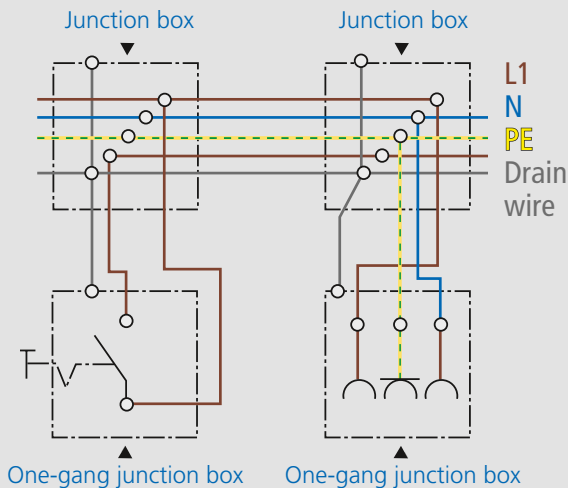 Junction box
Junction box
L1
N
PE
Drain
wire
One-gang junction box
One-gang junction box